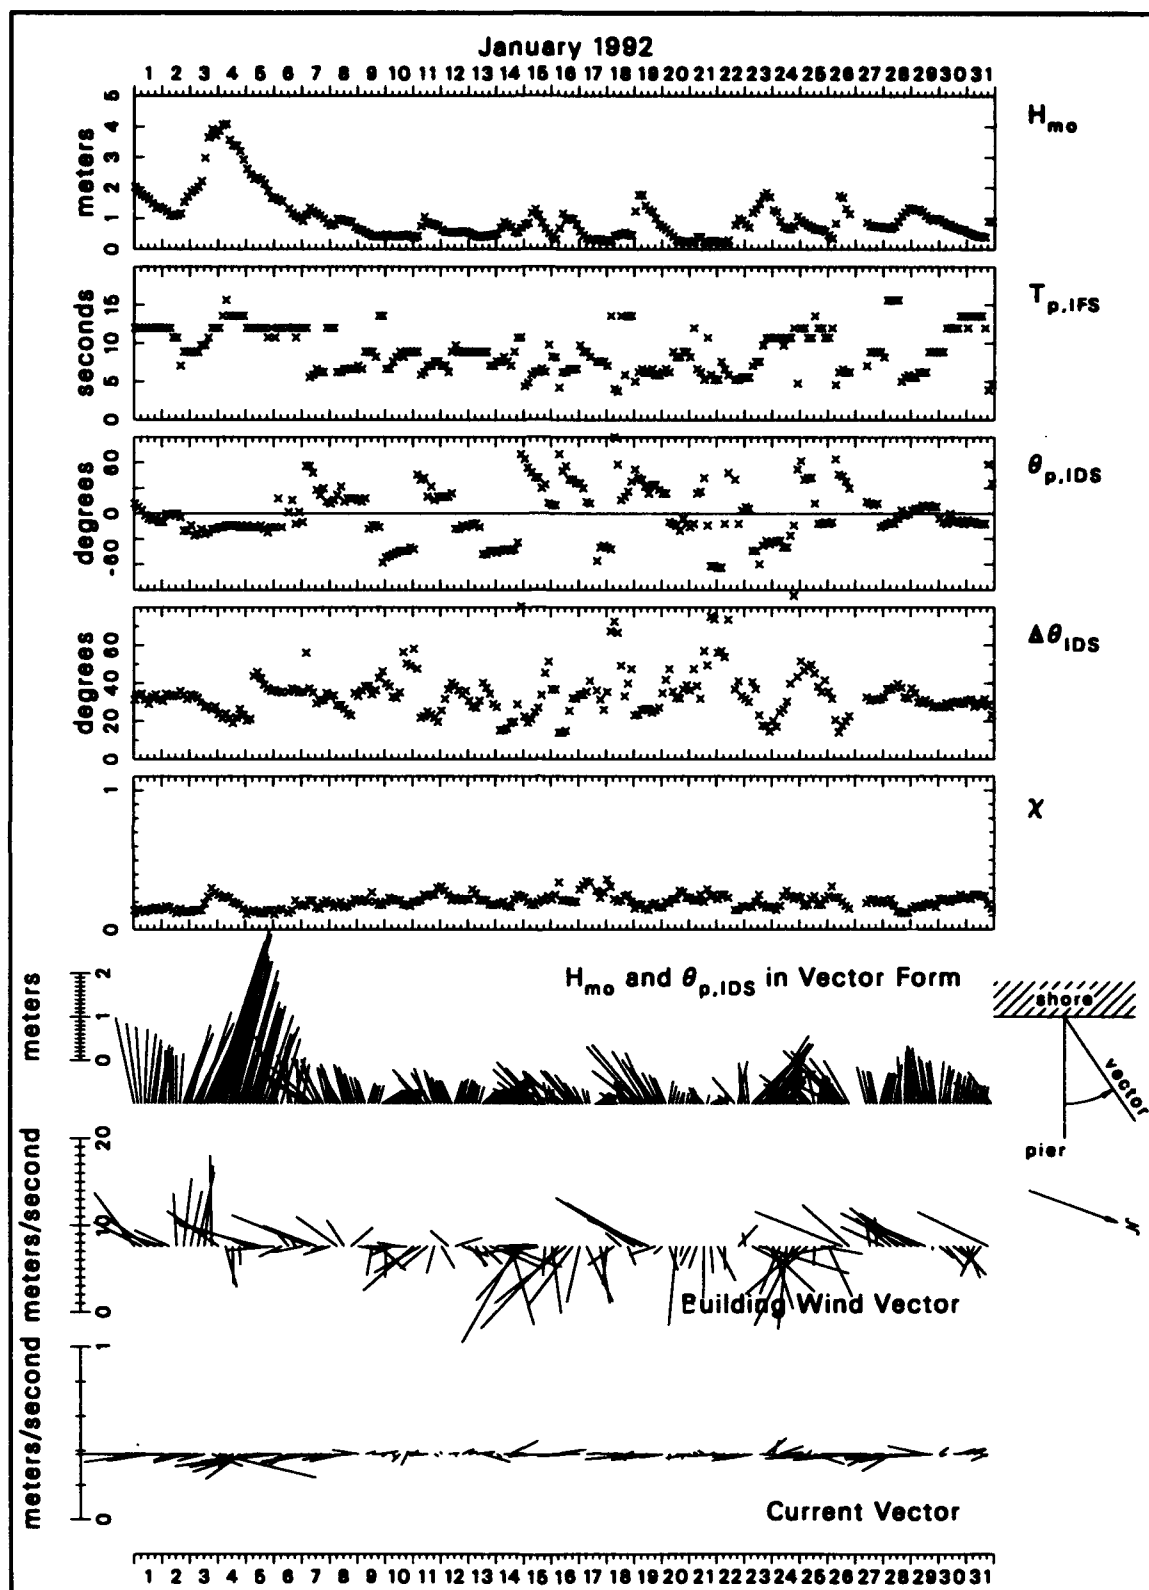 January 1992
1 2 3 4 5 6 7 8 9 10 11 12 13 14 15 16 17 18 19 20 21 22 23 24 25 26 27 28 29 30 31
5
4
3
2
1
0
meters
Hmo
15
10
5
0
seconds
Tp,IFS
60
0
-60
degrees
θp,IDS
60
40
20
0
degrees
ΔθIDS
1
0
χ
2
1
0
meters
Hmo and θp,IDS in Vector Form
shore
vector
pier
N
20
10
0
meters/second
Building Wind Vector
1
0
meters/second
Current Vector
1 2 3 4 5 6 7 8 9 10 11 12 13 14 15 16 17 18 19 20 21 22 23 24 25 26 27 28 29 30 31